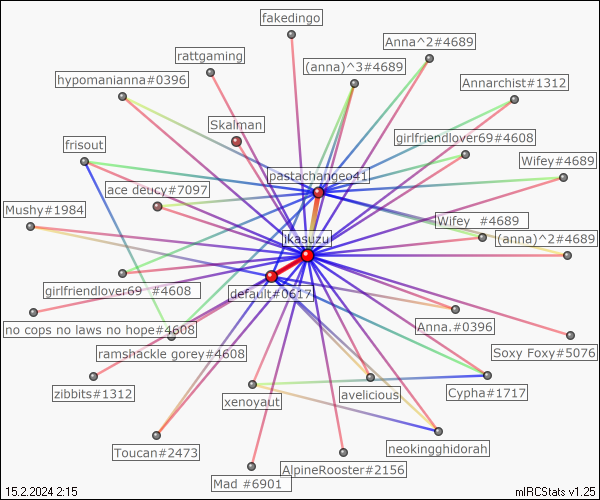 fakedingo
Anna^2#4689
rattgaming
(anna)^3#4689
hypomanianna#0396
Annarchist#1312
Skalman
girlfriendlover69#4608
frisout
Wifey#4689
pastachangeo41
ace deucy#7097
Mushy#1984
Wifey  #4689
(anna)^2#4689
jkasuzu
girlfriendlover69  #4608
default#0617
no cops no laws no hope#4608
Anna.#0396
ramshackle gorey#4608
Soxy Foxy#5076
zibbits#1312
xenoyaut
avelicious
Cypha#1717
Toucan#2473
neokingghidorah
AlpineRooster#2156
Mad #6901
15.2.2024 2:15
mIRCStats v1.25